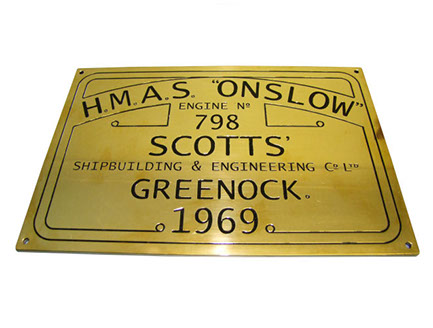 H.M.A.S. "ONSLOW"
ENGINE No
798
SCOTTS'
SHIPBUILDING & ENGINEERING Co LTD
GREENOCK.
1969